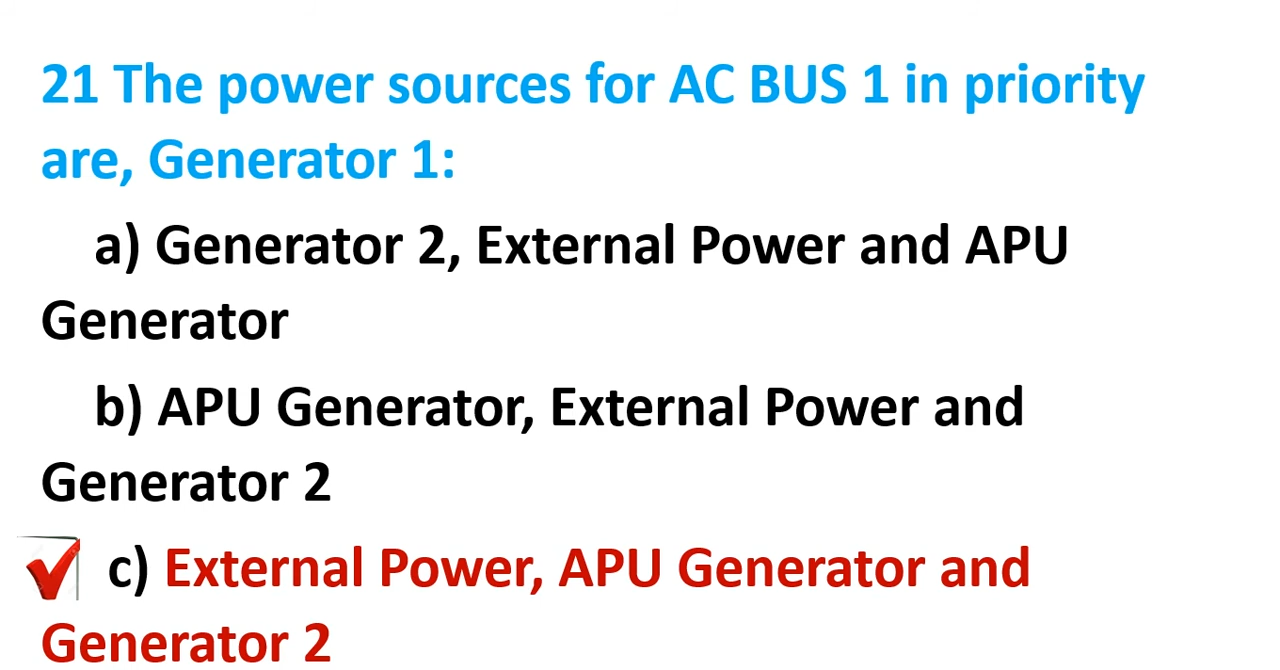 21 The power sources for AC BUS 1 in priority
are, Generator 1:
a) Generator 2, External Power and APU
Generator
b) APU Generator, External Power and
Generator 2
c) External Power, APU Generator and
Generator 2